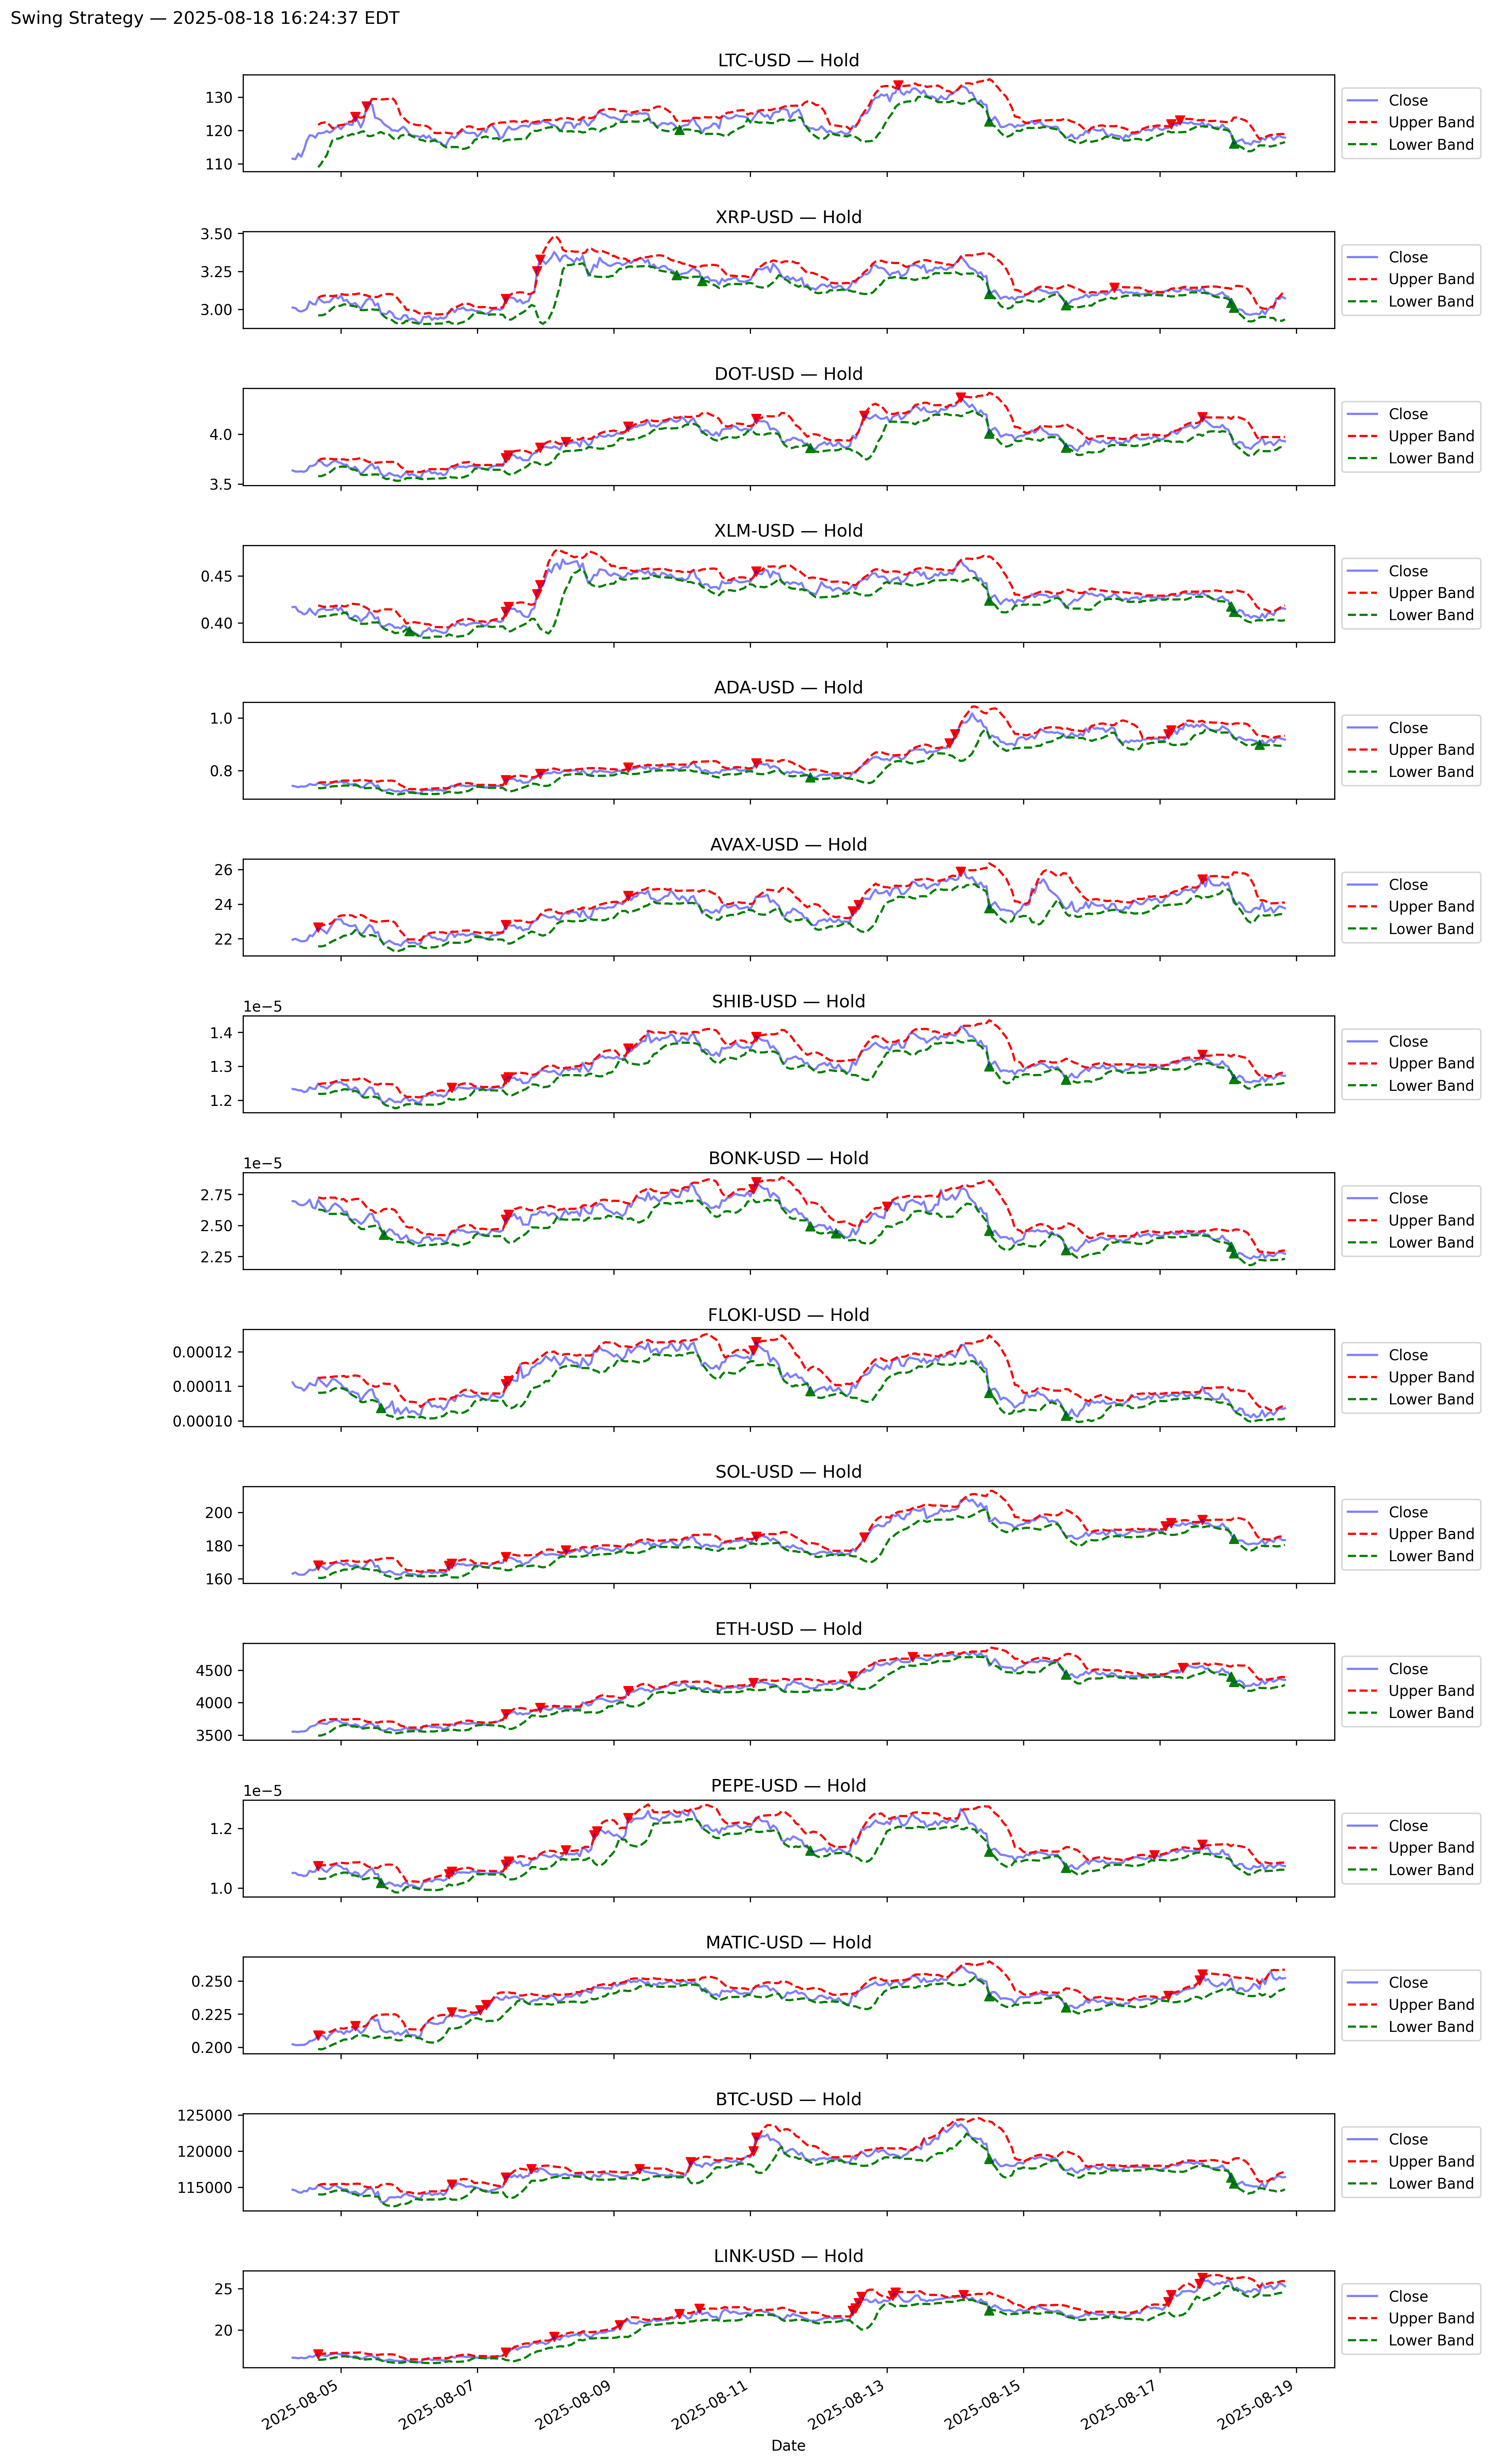 Swing Strategy — 2025-08-18 16:24:37 EDT
LTC-USD — Hold
130
120
110
Close
Upper Band
Lower Band
XRP-USD — Hold
3.50
3.25
3.00
Close
Upper Band
Lower Band
DOT-USD — Hold
4.0
3.5
Close
Upper Band
Lower Band
XLM-USD — Hold
0.45
0.40
Close
Upper Band
Lower Band
ADA-USD — Hold
1.0
0.8
Close
Upper Band
Lower Band
AVAX-USD — Hold
26
24
22
Close
Upper Band
Lower Band
SHIB-USD — Hold
1e−5
1.4
1.3
1.2
Close
Upper Band
Lower Band
BONK-USD — Hold
1e−5
2.75
2.50
2.25
Close
Upper Band
Lower Band
FLOKI-USD — Hold
0.00012
0.00011
0.00010
Close
Upper Band
Lower Band
SOL-USD — Hold
200
180
160
Close
Upper Band
Lower Band
ETH-USD — Hold
4500
4000
3500
Close
Upper Band
Lower Band
PEPE-USD — Hold
1e−5
1.2
1.0
Close
Upper Band
Lower Band
MATIC-USD — Hold
0.250
0.225
0.200
Close
Upper Band
Lower Band
BTC-USD — Hold
125000
120000
115000
Close
Upper Band
Lower Band
LINK-USD — Hold
25
20
Close
Upper Band
Lower Band
2025-08-05
2025-08-07
2025-08-09
2025-08-11
2025-08-13
2025-08-15
2025-08-17
2025-08-19
Date